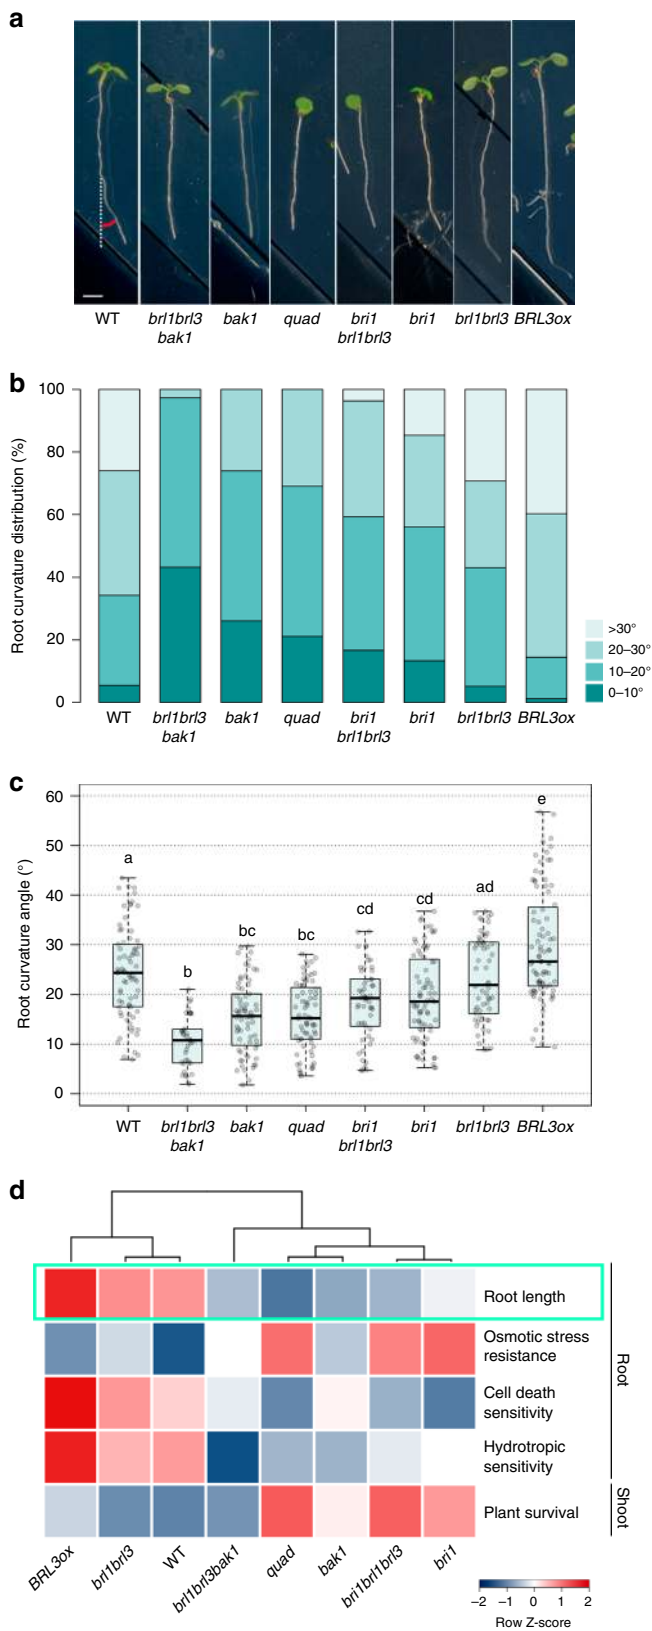 a
WT
brl1brl3
bak1
bak1
quad
bri1
brl1brl3
bri1
brl1brl3
BRL3ox
b
Root curvature distribution (%)
100
80
60
40
20
0
>30°
20–30°
10–20°
0–10°
WT
brl1brl3
bak1
bak1
quad
bri1
brl1brl3
bri1
brl1brl3
BRL3ox
c
Root curvature angle (°)
60
50
40
30
20
10
0
a
b
bc
bc
cd
cd
ad
e
WT
brl1brl3
bak1
bak1
quad
bri1
brl1brl3
bri1
brl1brl3
BRL3ox
d
Root length
Osmotic stress
resistance
Cell death
sensitivity
Hydrotropic
sensitivity
Plant survival
Root
Shoot
BRL3ox
brl1brl3
WT
brl1brl3bak1
quad
bak1
bri1brl1brl3
bri1
−2 −1 0 1 2
Row Z-score